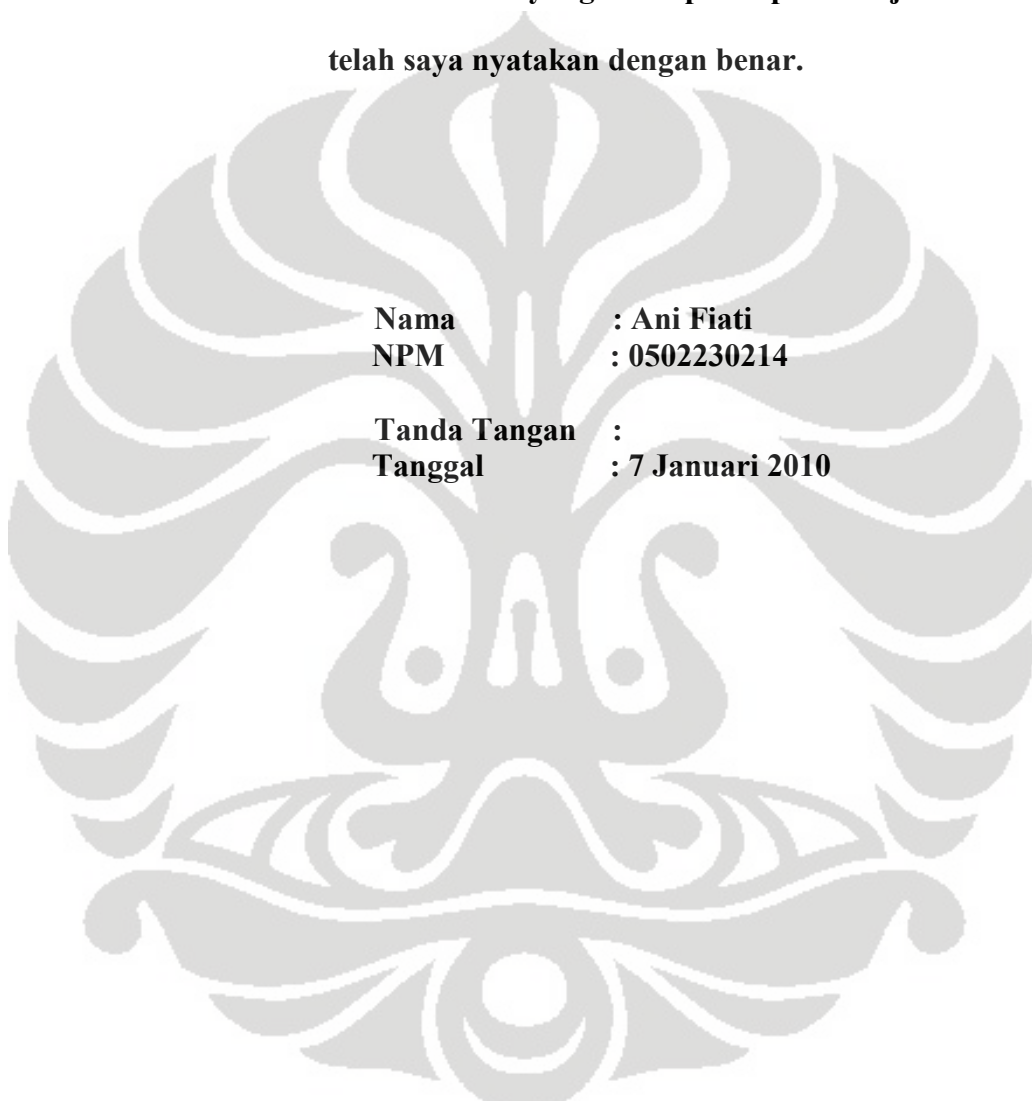 telah saya nyatakan dengan benar.
Nama : Ani Fiati
NPM : 0502230214
Tanda Tangan :
Tanggal : 7 Januari 2010